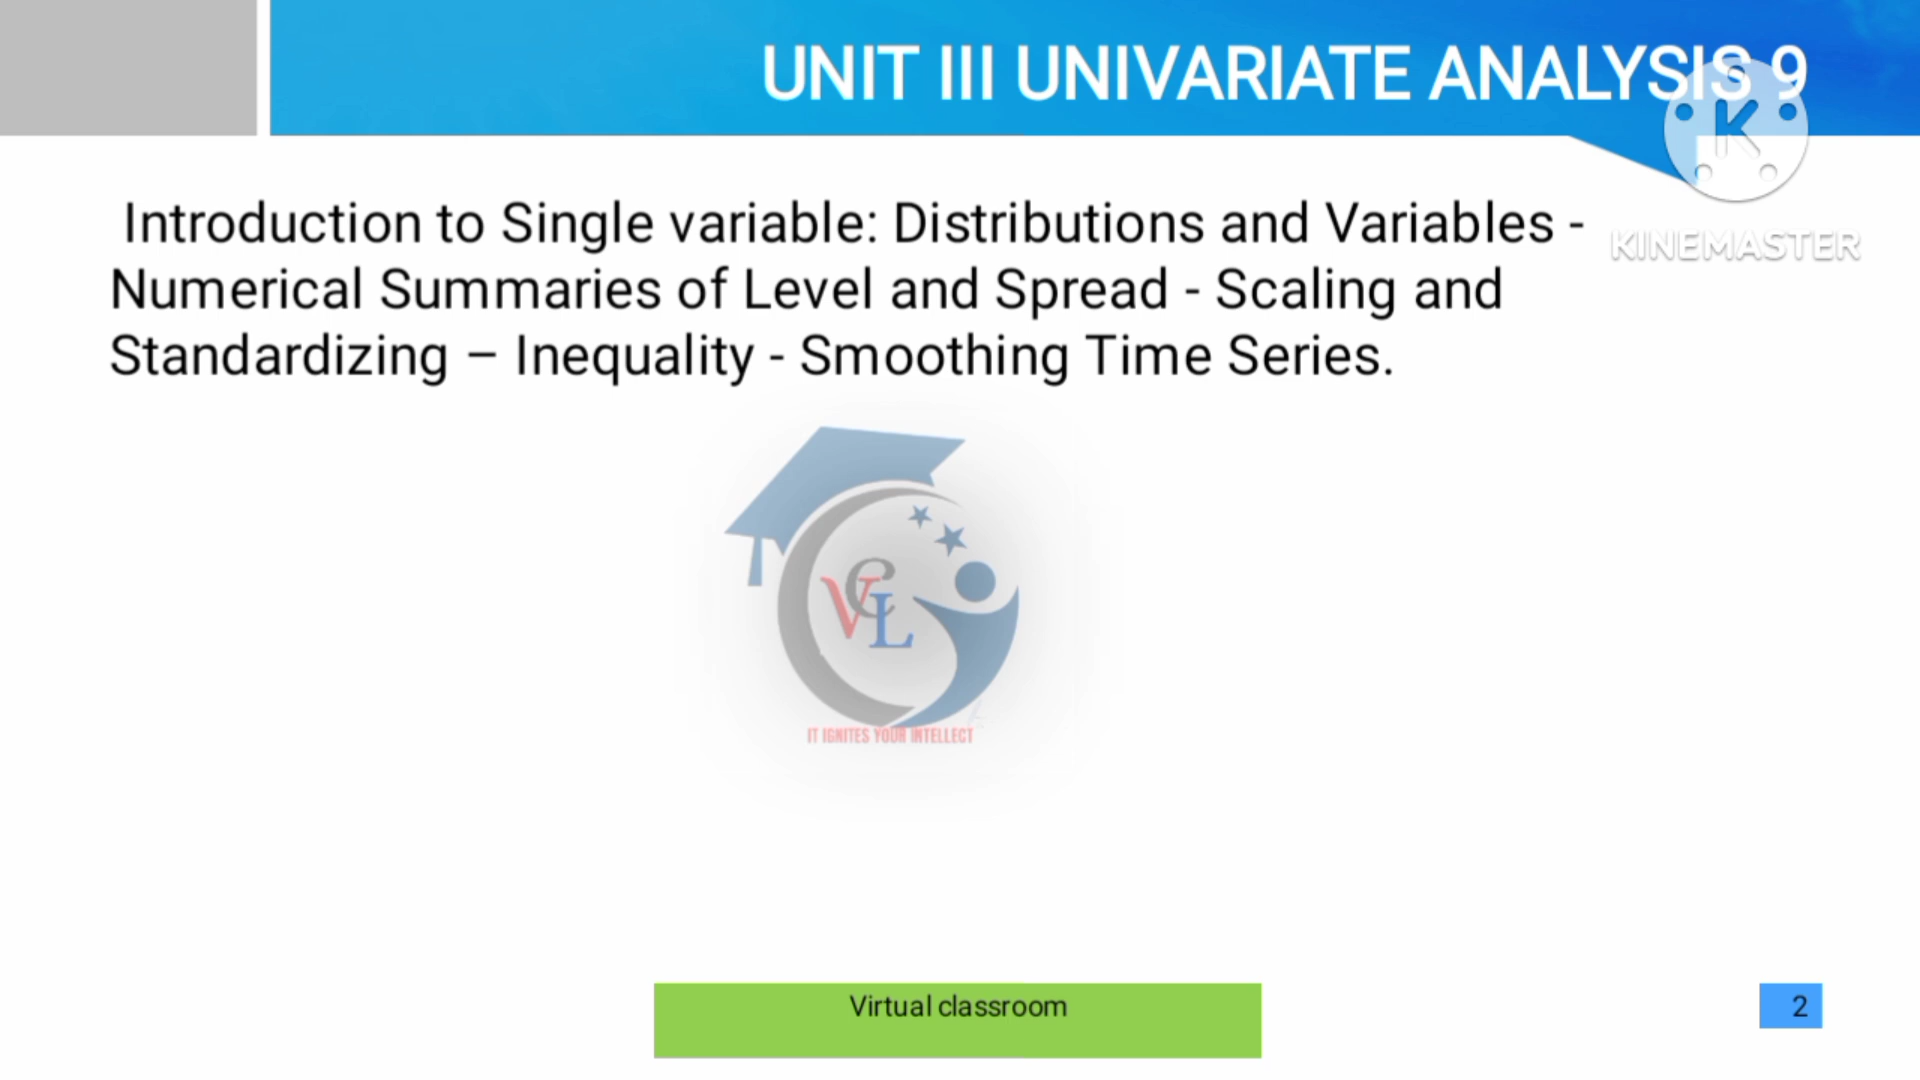 UNIT III UNIVARIATE ANALYSIS 9
K
KINEMASTER
Introduction to Single variable: Distributions and Variables -
Numerical Summaries of Level and Spread - Scaling and
Standardizing – Inequality - Smoothing Time Series.
VCL
IT IGNITES YOUR INTELLECT
Virtual classroom
2